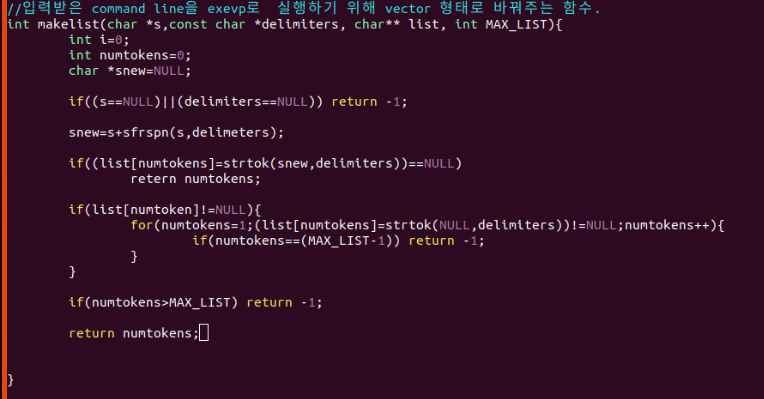 //입력받은 command line을 exevp로  실행하기 위해 vector 형태로 바꿔주는 함수.
int makelist(char *s,const char *delimiters, char** list, int MAX_LIST){
        int i=0;
        int numtokens=0;
        char *snew=NULL;

        if((s==NULL)||(delimiters==NULL)) return -1;

        snew=s+sfrspn(s,delimeters);

        if((list[numtokens]=strtok(snew,delimiters))==NULL)
                retern numtokens;

        if(list[numtoken]!=NULL){
                for(numtokens=1;(list[numtokens]=strtok(NULL,delimiters))!=NULL;numtokens++){
                        if(numtokens==(MAX_LIST-1)) return -1;
                }
        }

        if(numtokens>MAX_LIST) return -1;

        return numtokens;

}